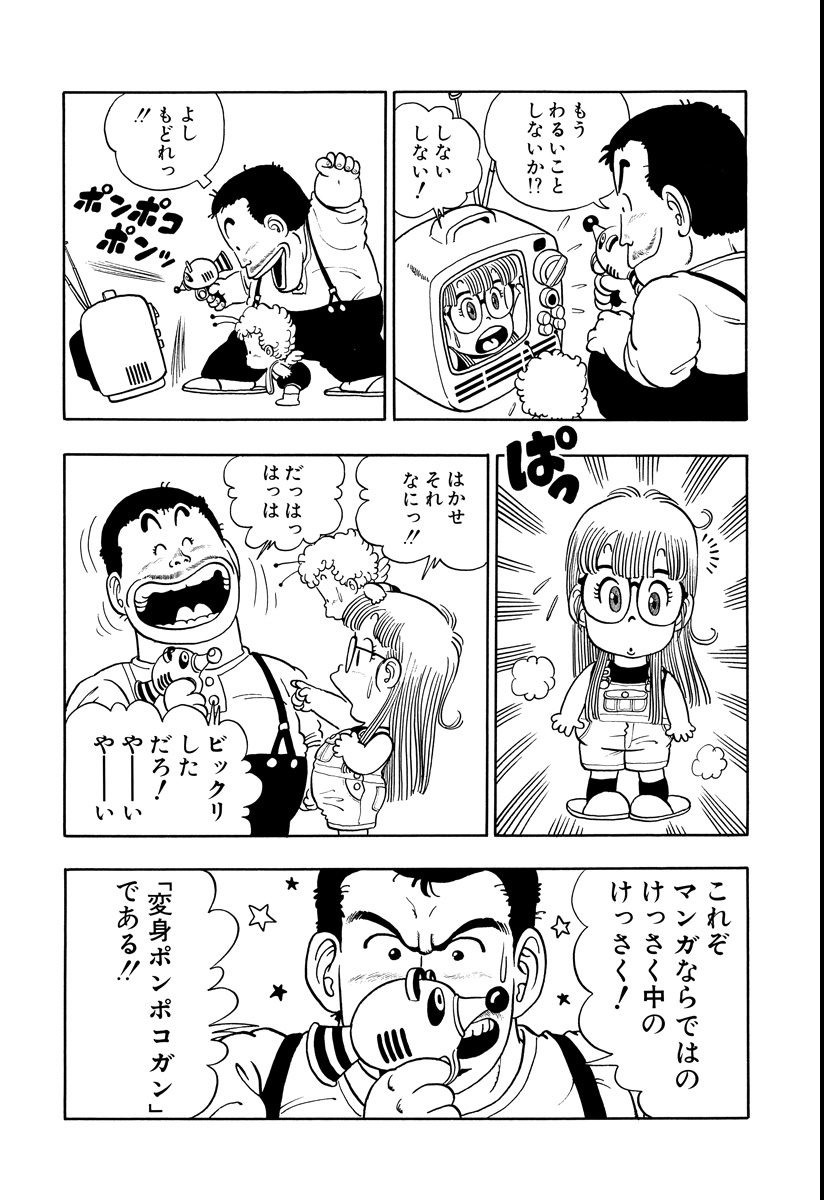 もう
わるいこと
しないか!?
しない
しない!
よし
もどれっ
!!
ポンポコ
ポンッ
ぱっ
はかせ
それ
なにっ!!
だっはっ
はっは
ビックリ
した
だろ!
やーい
やーい
これぞ
マンガならではの
けっさく中の
けっさく!
「変身ポンポコガン」
である!!